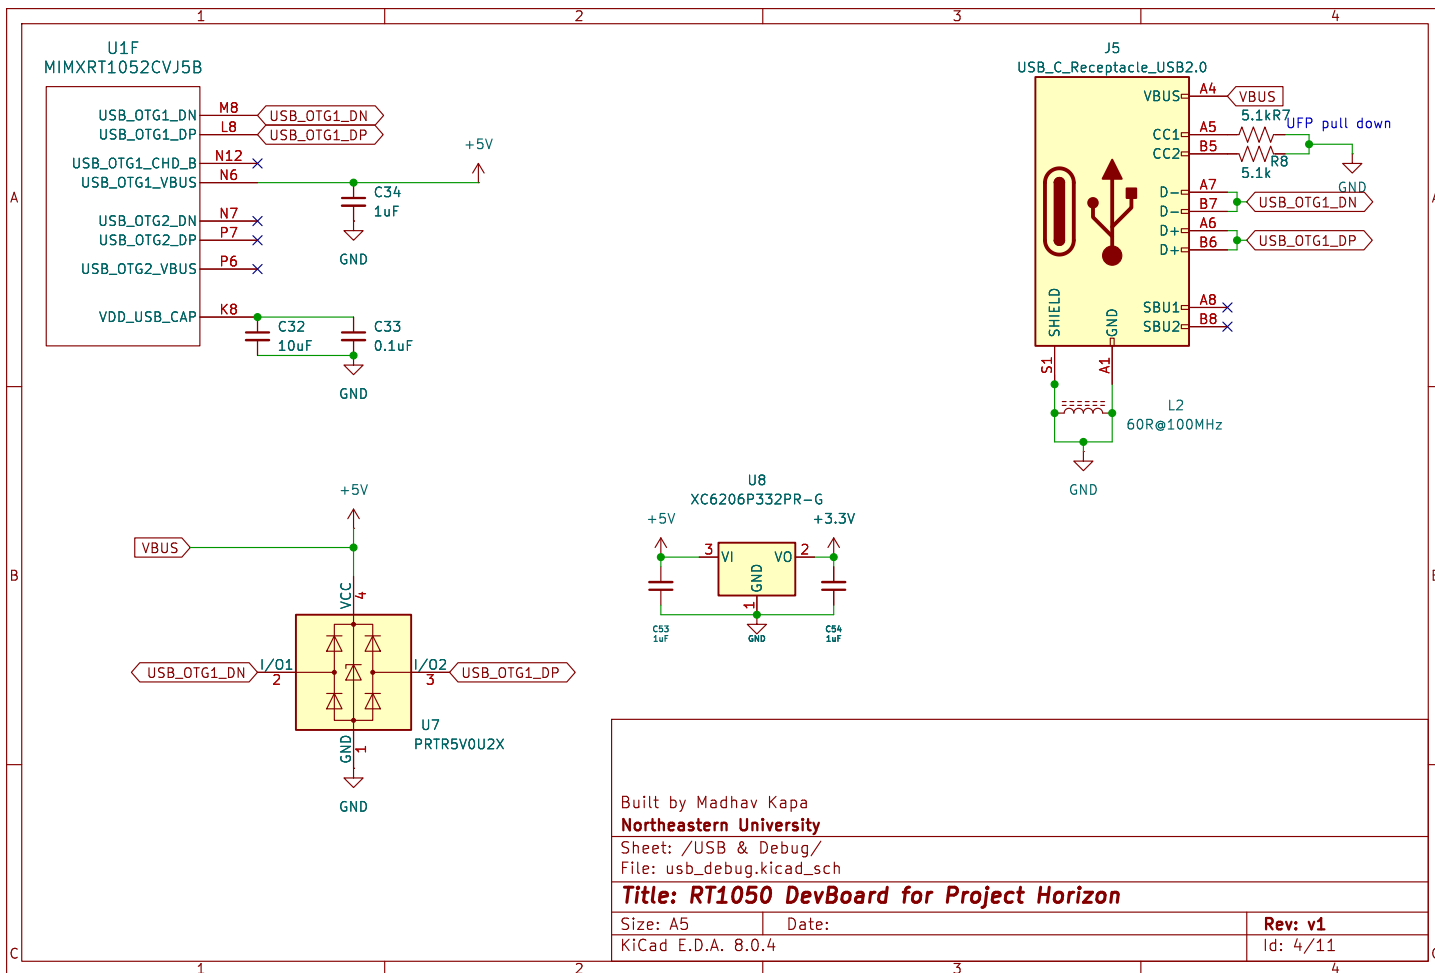 1 2 3 4
U1F
MIMXRT1052CVJ5B
USB_OTG1_DN M8 USB_OTG1_DN
USB_OTG1_DP L8 USB_OTG1_DP
USB_OTG1_CHD_B N12
USB_OTG1_VBUS N6
+5V
C34
1uF
GND
USB_OTG2_DN N7
USB_OTG2_DP P7
USB_OTG2_VBUS P6
VDD_USB_CAP K8
C32
10uF
C33
0.1uF
GND
J5
USB_C_Receptacle_USB2.0
VBUS A4 VBUS
5.1k R7
UFP pull down
CC1 A5
CC2 B5
R8
5.1k
GND
D- A7
D- B7
USB_OTG1_DN
D+ A6
D+ B6
USB_OTG1_DP
SBU1 A8
SBU2 B8
SHIELD
GND
S1
A1
L2
60R@100MHz
GND
A
A
+5V
VBUS
VCC
4
USB_OTG1_DN
I/O1
2
I/O2
3
USB_OTG1_DP
U7
PRTR5V0U2X
GND
1
GND
U8
XC6206P332PR-G
+5V
+3.3V
3 VI
VO 2
GND
1
C53
1uF
GND
C54
1uF
B
Built by Madhav Kapa
Northeastern University
Sheet: /USB & Debug/
File: usb_debug.kicad_sch
Title: RT1050 DevBoard for Project Horizon
Size: A5
Date:
Rev: v1
KiCad E.D.A. 8.0.4
Id: 4/11
C
1 2 3 4